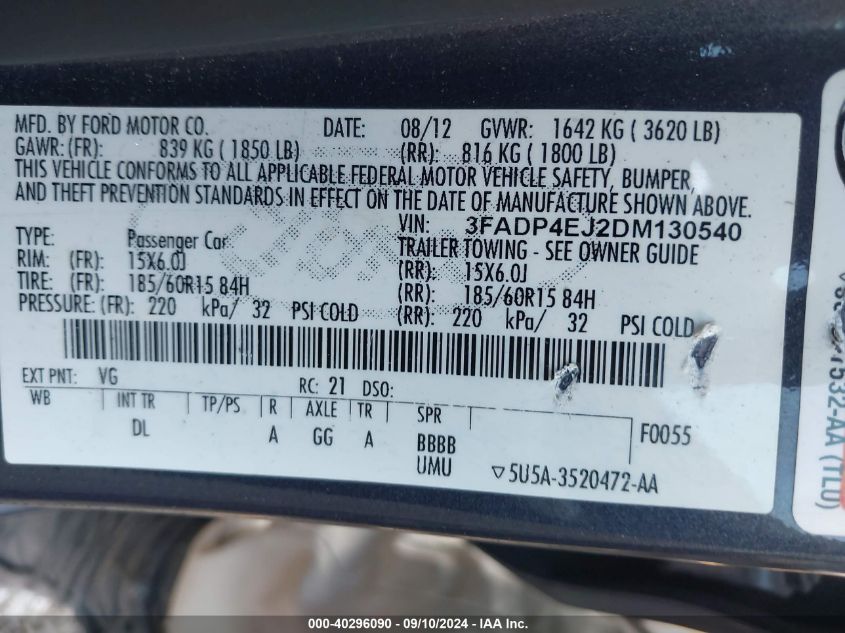 MFD. BY FORD MOTOR CO. DATE: 08/12 GVWR: 1642 KG ( 3620 LB)
GAWR: (FR): 839 KG ( 1850 LB) (RR): 816 KG ( 1800 LB)
THIS VEHICLE CONFORMS TO ALL APPLICABLE FEDERAL MOTOR VEHICLE SAFETY, BUMPER,
AND THEFT PREVENTION STANDARDS IN EFFECT ON THE DATE OF MANUFACTURE SHOWN ABOVE.
VIN: 3FADP4EJ2DM130540
TYPE: Passenger Car TRAILER TOWING - SEE OWNER GUIDE
RIM: (FR): 15X6.0J (RR): 15X6.0J
TIRE: (FR): 185/60R15 84H (RR): 185/60R15 84H
PRESSURE: (FR): 220 kPa/ 32 PSI COLD (RR): 220 kPa/ 32 PSI COLD
EXT PNT: VG RC: 21 DSO:
WB INT TR TP/PS R AXLE TR SPR
DL A GG A BBBB F0055
UMU ▽5U5A-3520472-AA
532-AA (TLU)
000-40296090 - 09/10/2024 - IAA Inc.